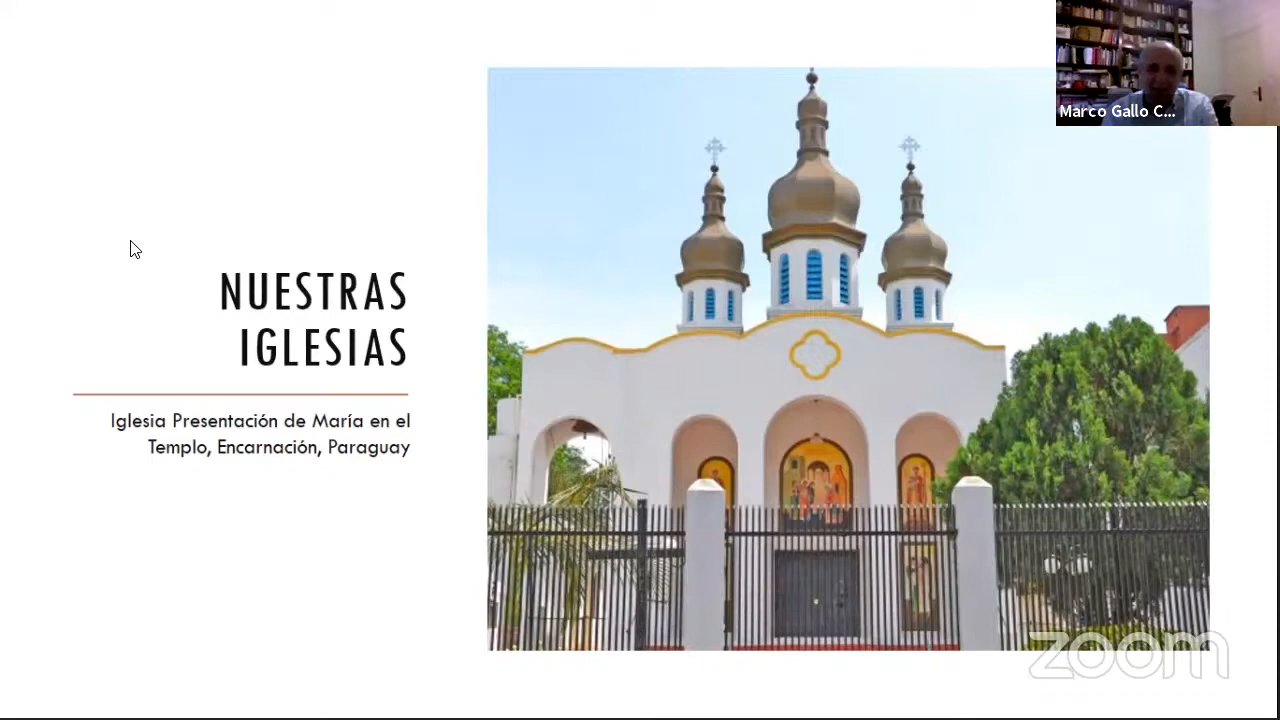 Marco Gallo C...
NUESTRAS
IGLESIAS
Iglesia Presentación de María en el
Templo, Encarnación, Paraguay
zoom